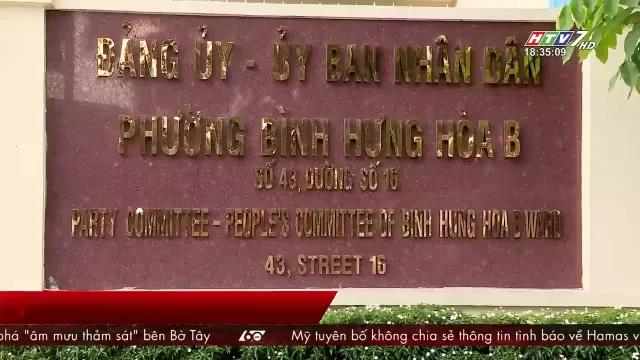 HTV7 HD
18:35:09
ĐẢNG ỦY - ỦY BAN NHÂN DÂN
PHƯỜNG BÌNH HƯNG HÒA B
SỐ 43, ĐƯỜNG SỐ 16
PARTY COMMITTEE - PEOPLE'S COMMITTEE OF BINH HUNG HOA B WARD
43, STREET 16
phá "âm mưu thảm sát" bên Bờ Tây 60 Mỹ tuyên bố không chia sẻ thông tin tình báo về Hamas v